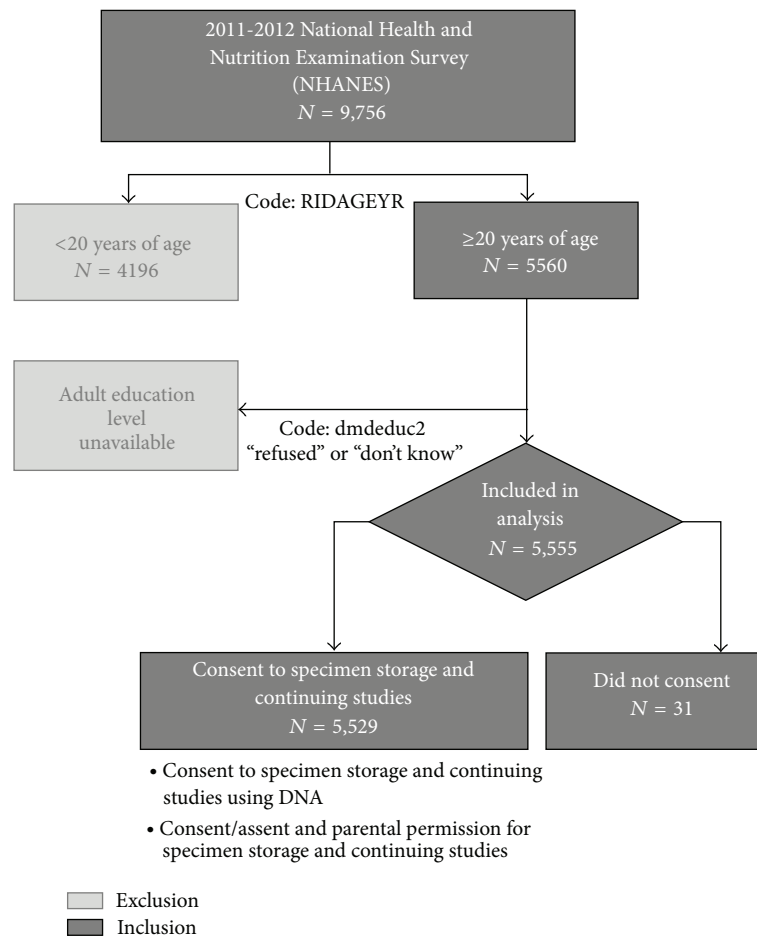 2011-2012 National Health and
Nutrition Examination Survey
(NHANES)
N = 9,756
Code: RIDAGEYR
<20 years of age
N = 4196
≥20 years of age
N = 5560
Adult education
level
unavailable
Code: dmdeduc2
“refused” or “don’t know”
Included in
analysis
N = 5,555
Consent to specimen storage and
continuing studies
N = 5,529
Did not consent
N = 31
• Consent to specimen storage and continuing
studies using DNA
• Consent/assent and parental permission for
specimen storage and continuing studies
Exclusion
Inclusion